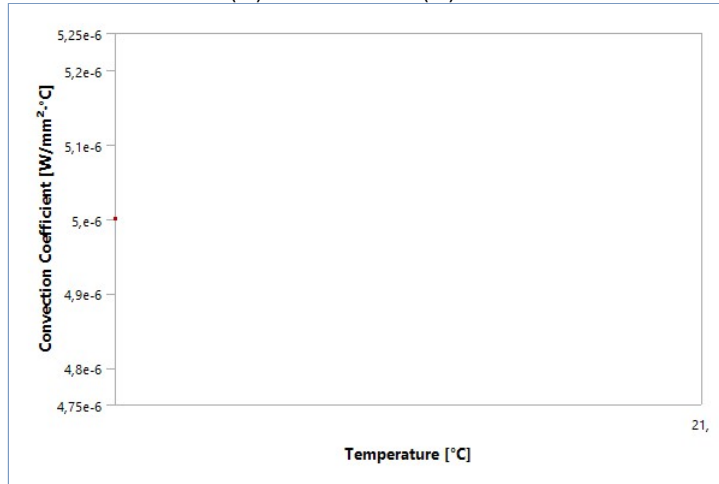 5,25e-6
5,2e-6
5,1e-6
5,e-6
4,9e-6
4,8e-6
4,75e-6
Convection Coefficient [W/mm²·°C]
21,
Temperature [°C]